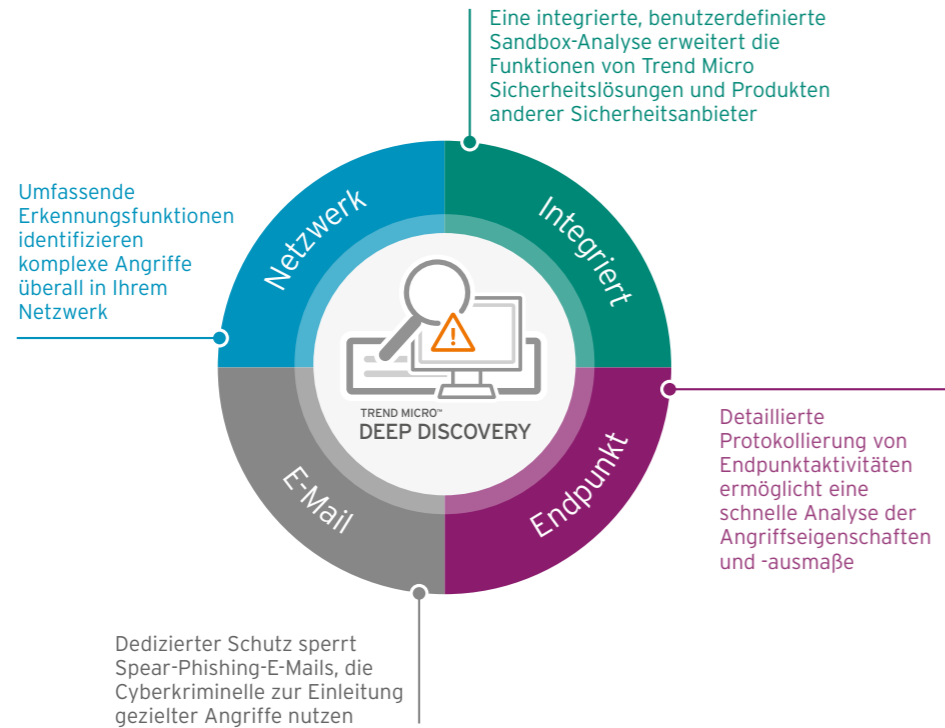 Eine integrierte, benutzerdefinierte
Sandbox-Analyse erweitert die
Funktionen von Trend Micro
Sicherheitslösungen und Produkten
anderer Sicherheitsanbieter
Umfassende
Erkennungsfunktionen
identifizieren
komplexe Angriffe
überall in Ihrem
Netzwerk
Netzwerk
Integriert
TREND MICRO™
DEEP DISCOVERY
E-Mail
Endpunkt
Detaillierte
Protokollierung von
Endpunktaktivitäten
ermöglicht eine
schnelle Analyse der
Angriffseigenschaften
und -ausmaße
Dedizierter Schutz sperrt
Spear-Phishing-E-Mails, die
Cyberkriminelle zur Einleitung
gezielter Angriffe nutzen